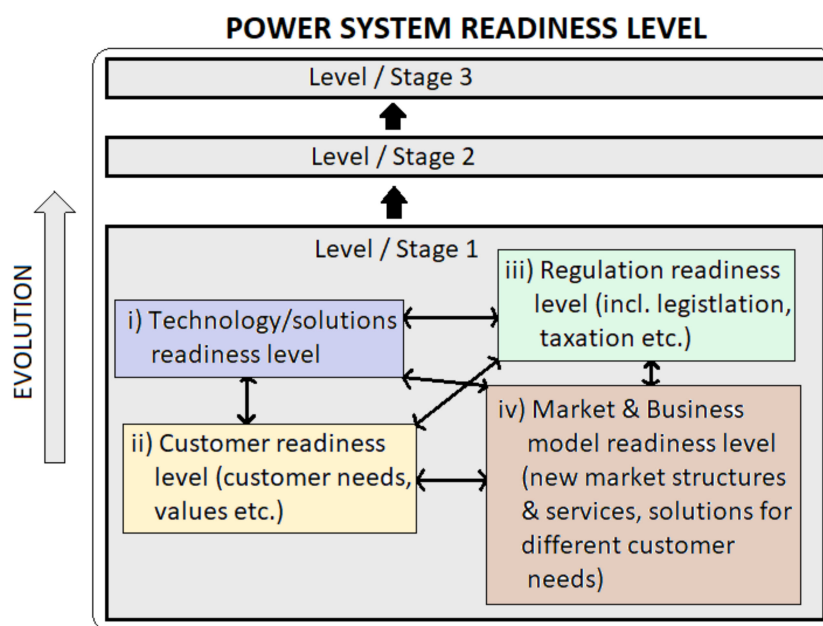 POWER SYSTEM READINESS LEVEL
Level / Stage 3
Level / Stage 2
Level / Stage 1
EVOLUTION
i) Technology/solutions
readiness level
ii) Customer readiness
level (customer needs,
values etc.)
iii) Regulation readiness
level (incl. legistlation,
taxation etc.)
iv) Market & Business
model readiness level
(new market structures
& services, solutions for
different customer
needs)